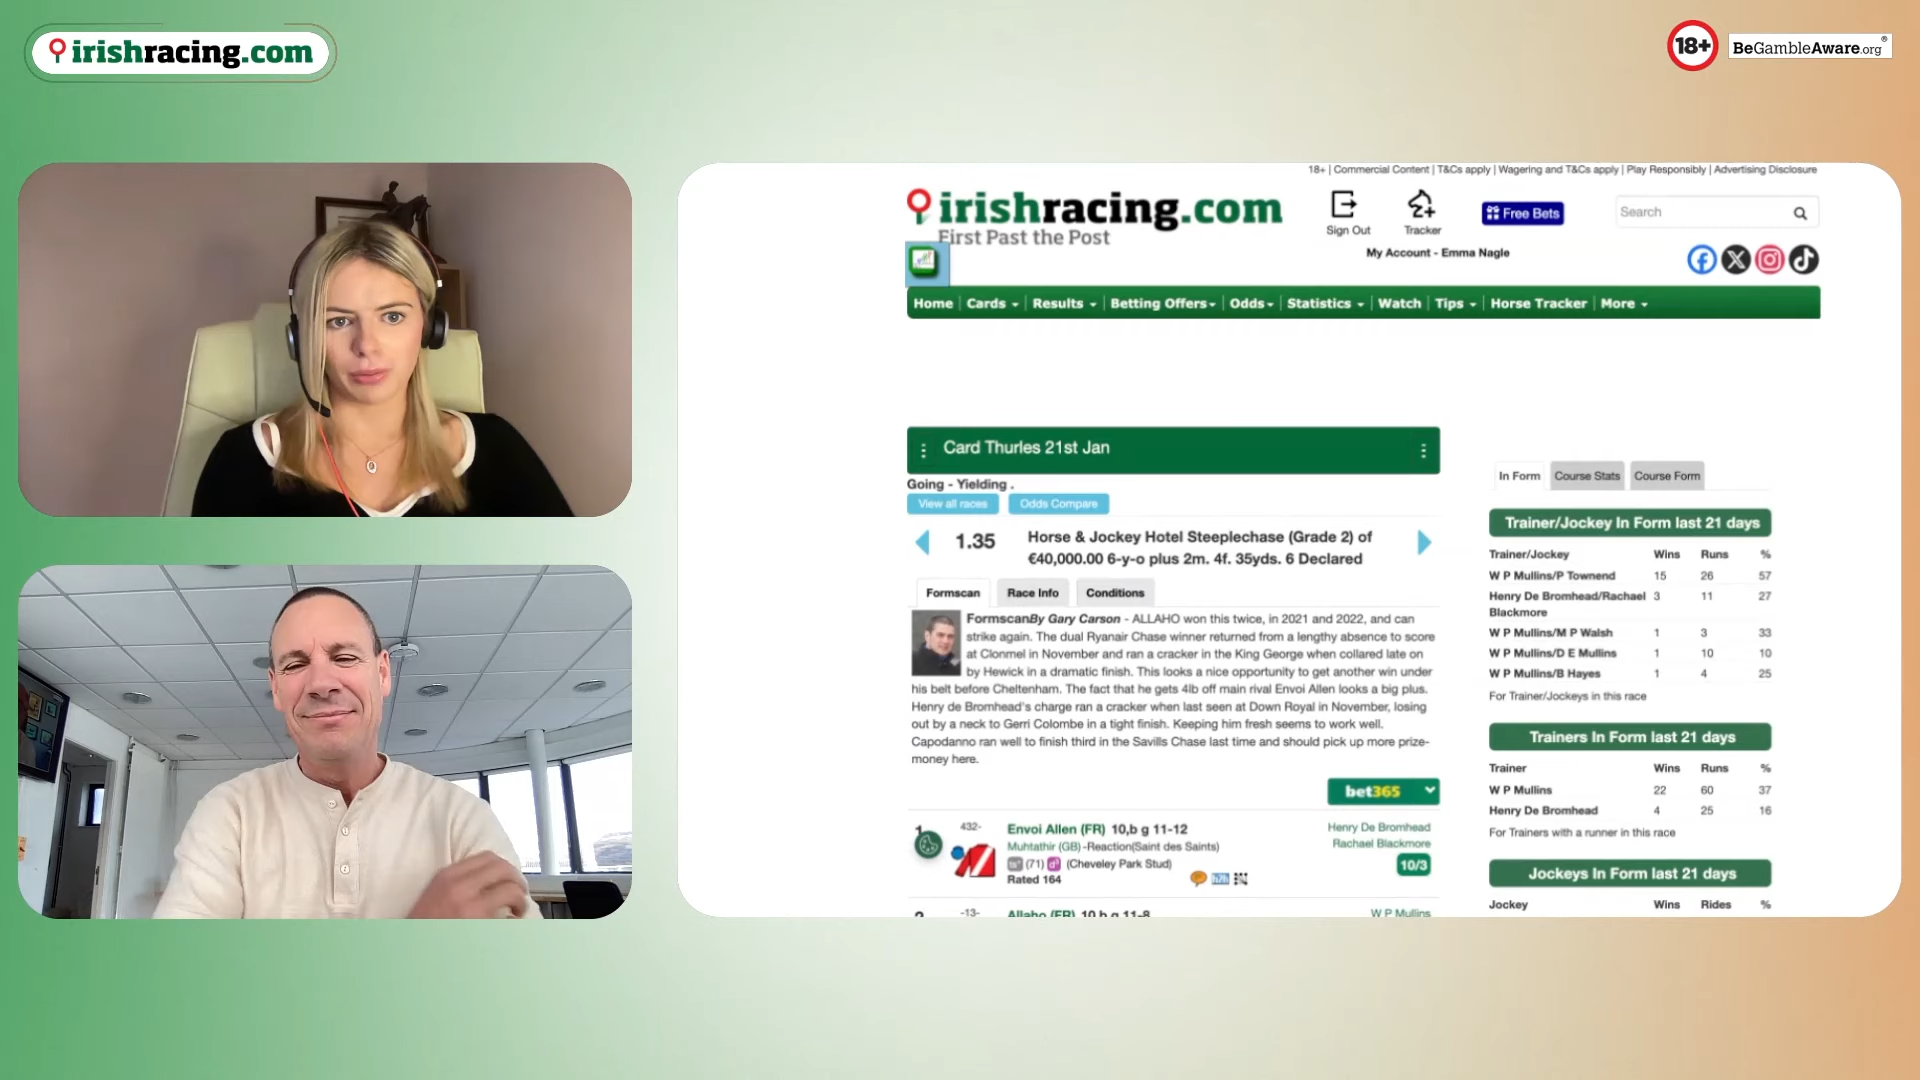 irishracing.com
18+
BeGambleAware.org®
18+ | Commercial Content | T&Cs apply | Wagering and T&Cs apply | Play Responsibly | Advertising Disclosure
irishracing.com
First Past the Post
Sign Out
Tracker
Free Bets
Search
My Account - Emma Nagle
Home | Cards | Results | Betting Offers | Odds | Statistics | Watch | Tips | Horse Tracker | More
Card Thurles 21st Jan
Going - Yielding .
View all races
Odds Compare
1.35
Horse & Jockey Hotel Steeplechase (Grade 2) of
€40,000.00 6-y-o plus 2m. 4f. 35yds. 6 Declared
Formscan
Race Info
Conditions
FormscanBy Gary Carson - ALLAHO won this twice, in 2021 and 2022, and can
strike again. The dual Ryanair Chase winner returned from a lengthy absence to score
at Clonmel in November and ran a cracker in the King George when collared late on
by Hewick in a dramatic finish. This looks a nice opportunity to get another win under
his belt before Cheltenham. The fact that he gets 4lb off main rival Envoi Allen looks a big plus.
Henry de Bromhead's charge ran a cracker when last seen at Down Royal in November, losing
out by a neck to Gerri Colombe in a tight finish. Keeping him fresh seems to work well.
Capodanno ran well to finish third in the Savills Chase last time and should pick up more prize-
money here.
bet365
1
432-
Envoi Allen (FR) 10,b g 11-12
Muhtathir (GB) -Reaction(Saint des Saints)
(71) (Cheveley Park Stud)
Rated 164
Henry De Bromhead
Rachael Blackmore
10/3
2
-13-
Allaho (FR) 10,b g 11-8
W P Mullins
In Form
Course Stats
Course Form
Trainer/Jockey In Form last 21 days
Trainer/Jockey Wins Runs %
W P Mullins/P Townend 15 26 57
Henry De Bromhead/Rachael 3 11 27
Blackmore
W P Mullins/M P Walsh 1 3 33
W P Mullins/D E Mullins 1 10 10
W P Mullins/B Hayes 1 4 25
For Trainer/Jockeys in this race
Trainers In Form last 21 days
Trainer Wins Runs %
W P Mullins 22 60 37
Henry De Bromhead 4 25 16
For Trainers with a runner in this race
Jockeys In Form last 21 days
Jockey Wins Rides %